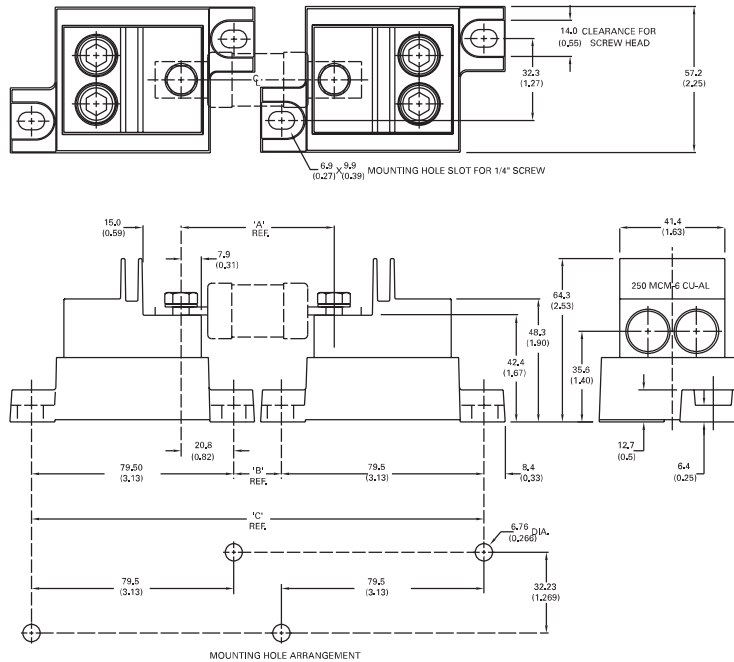 14.0 CLEARANCE FOR
(0.55) SCREW HEAD
32.3
(1.27)
57.2
(2.25)
C L
6.9 X 9.9 MOUNTING HOLE SLOT FOR 1/4" SCREW
(0.27) (0.39)
15.0
(0.59)
'A'
REF.
7.9
(0.31)
41.4
(1.63)
250 MCM-6 CU-AL
64.3
(2.53)
48.3
(1.90)
42.4
(1.67)
35.6
(1.40)
20.8
(0.82)
12.7
(0.5)
6.4
(0.25)
79.50
(3.13)
'B'
REF.
79.5
(3.13)
8.4
(0.33)
'C'
REF.
6.76 DIA.
(0.266)
79.5
(3.13)
79.5
(3.13)
32.23
(1.269)
MOUNTING HOLE ARRANGEMENT